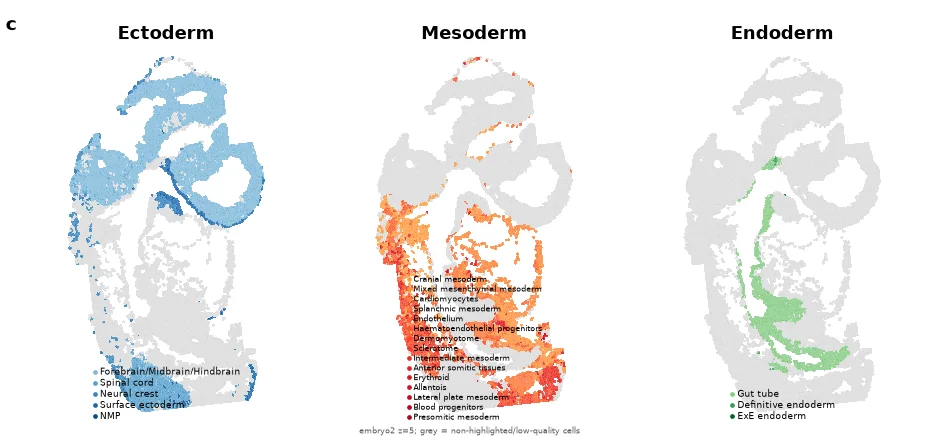 c
Ectoderm
Mesoderm
Endoderm
Forebrain/Midbrain/Hindbrain
Spinal cord
Neural crest
Surface ectoderm
NMP
Cranial mesoderm
Mixed mesenchymal mesoderm
Cardiomyocytes
Splanchnic mesoderm
Endothelium
Haematoendothelial progenitors
Dermomyotome
Sclerotome
Intermediate mesoderm
Anterior somitic tissues
Erythroid
Allantois
Lateral plate mesoderm
Blood progenitors
Presomitic mesoderm
Gut tube
Definitive endoderm
ExE endoderm
embryo2 z=5; grey = non-highlighted/low-quality cells